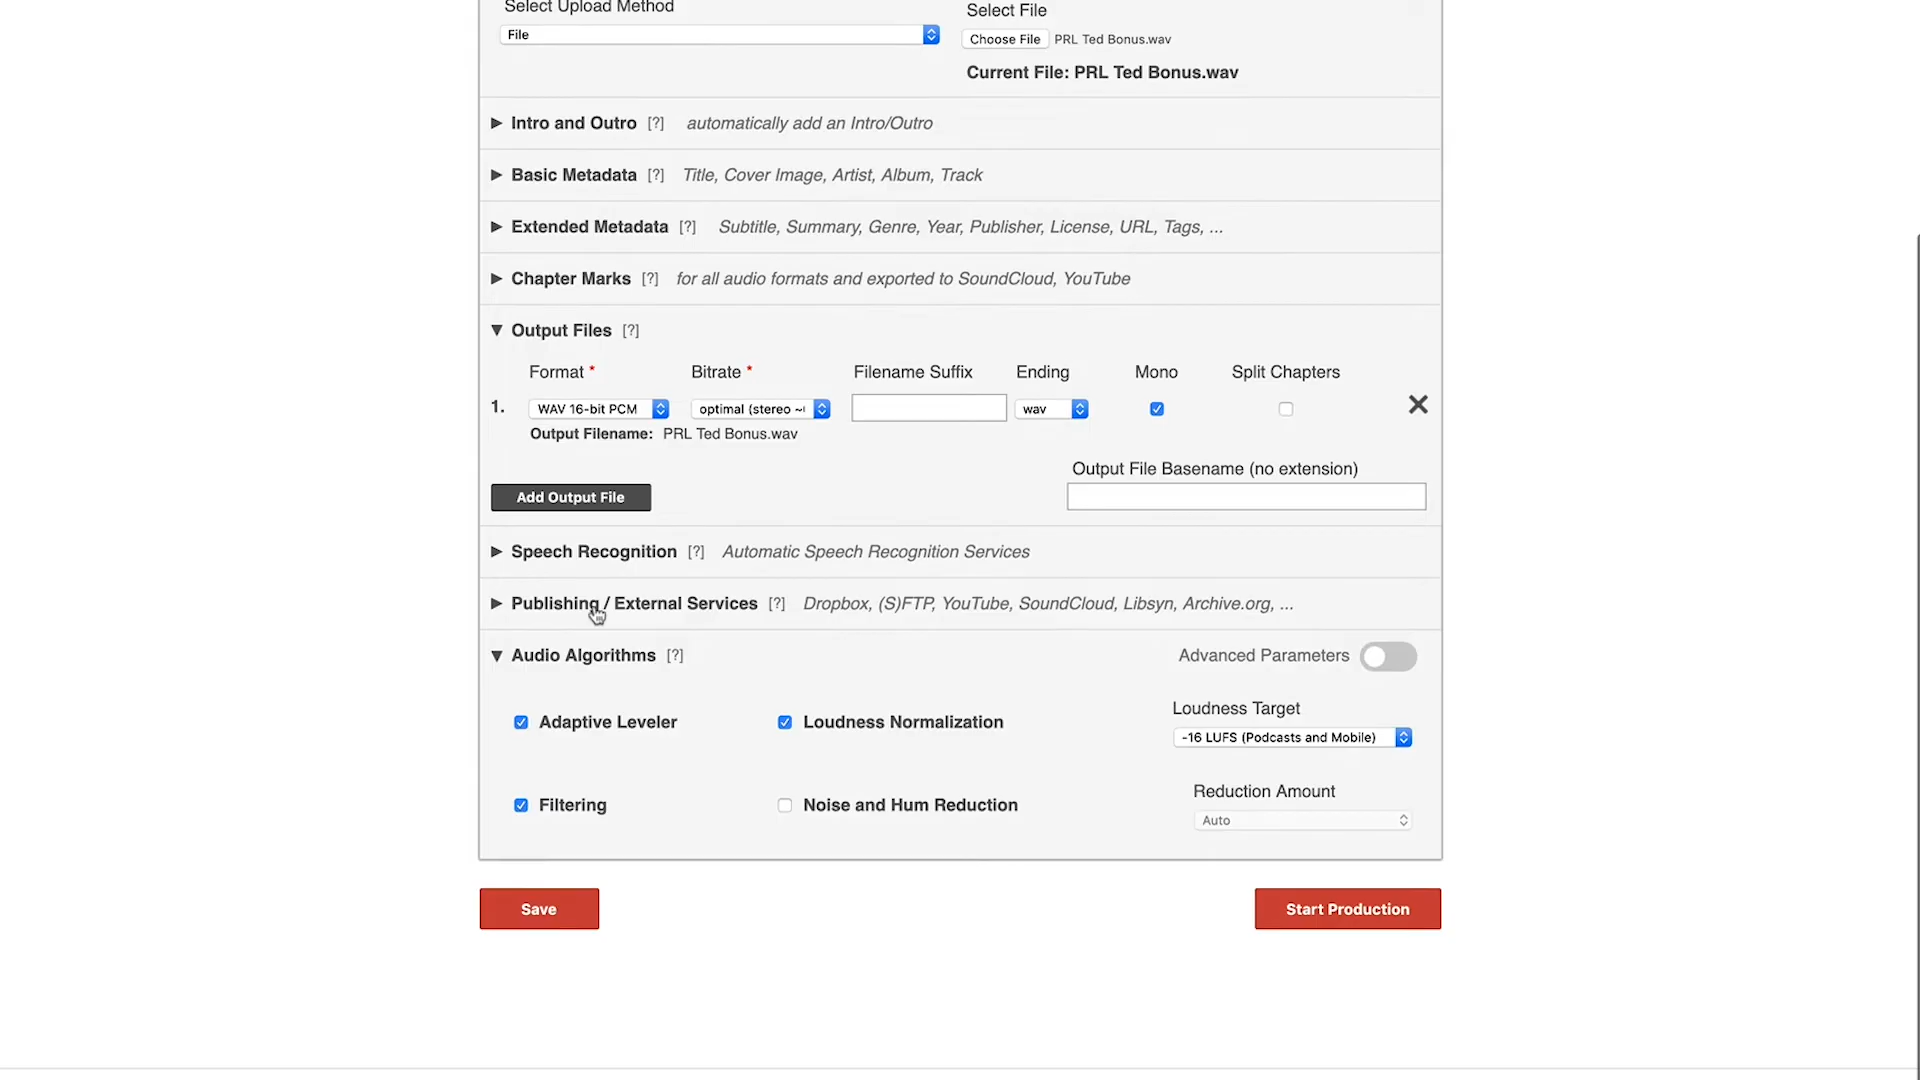 Select Upload Method
Select File
File
Choose File PRL Ted Bonus.wav
Current File: PRL Ted Bonus.wav
Intro and Outro [?] automatically add an Intro/Outro
Basic Metadata [?] Title, Cover Image, Artist, Album, Track
Extended Metadata [?] Subtitle, Summary, Genre, Year, Publisher, License, URL, Tags, ...
Chapter Marks [?] for all audio formats and exported to SoundCloud, YouTube
Output Files [?]
Format * Bitrate * Filename Suffix Ending Mono Split Chapters
1. WAV 16-bit PCM optimal (stereo ~ wav
Output Filename: PRL Ted Bonus.wav
Output File Basename (no extension)
Add Output File
Speech Recognition [?] Automatic Speech Recognition Services
Publishing / External Services [?] Dropbox, (S)FTP, YouTube, SoundCloud, Libsyn, Archive.org, ...
Audio Algorithms [?] Advanced Parameters
Loudness Target
Adaptive Leveler Loudness Normalization
-16 LUFS (Podcasts and Mobile)
Reduction Amount
Filtering Noise and Hum Reduction
Auto
Save Start Production